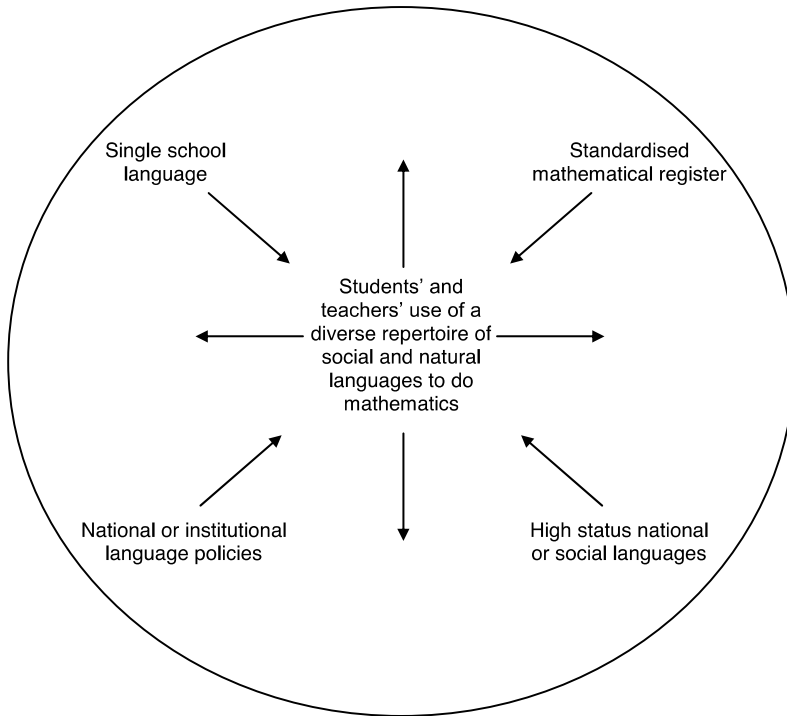 Single school
language
Standardised
mathematical register
Students’ and
teachers’ use of a
diverse repertoire of
social and natural
languages to do
mathematics
National or institutional
language policies
High status national
or social languages